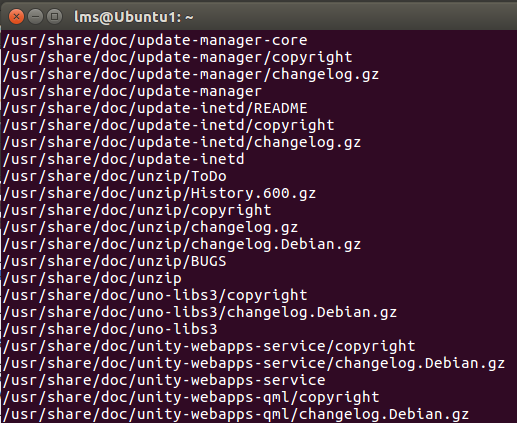 lms@Ubuntu1: ~
/usr/share/doc/update-manager-core
/usr/share/doc/update-manager/copyright
/usr/share/doc/update-manager/changelog.gz
/usr/share/doc/update-manager
/usr/share/doc/update-inetd/README
/usr/share/doc/update-inetd/copyright
/usr/share/doc/update-inetd/changelog.gz
/usr/share/doc/update-inetd
/usr/share/doc/unzip/ToDo
/usr/share/doc/unzip/History.600.gz
/usr/share/doc/unzip/copyright
/usr/share/doc/unzip/changelog.gz
/usr/share/doc/unzip/changelog.Debian.gz
/usr/share/doc/unzip/BUGS
/usr/share/doc/unzip
/usr/share/doc/uno-libs3/copyright
/usr/share/doc/uno-libs3/changelog.Debian.gz
/usr/share/doc/uno-libs3
/usr/share/doc/unity-webapps-service/copyright
/usr/share/doc/unity-webapps-service/changelog.Debian.gz
/usr/share/doc/unity-webapps-service
/usr/share/doc/unity-webapps-qml/copyright
/usr/share/doc/unity-webapps-qml/changelog.Debian.gz